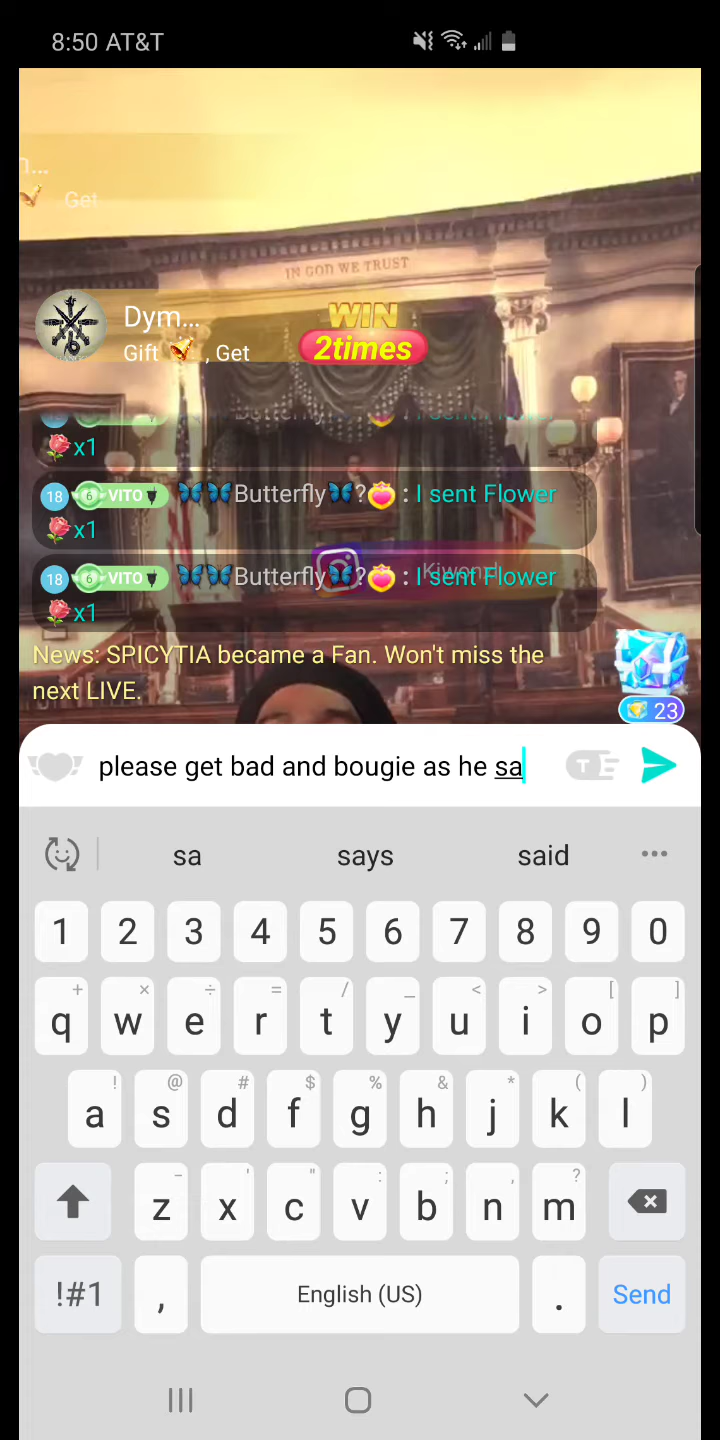 8:50 AT&T
Get
IN GOD WE TRUST
Dym...
WIN
Gift , Get
2times
x1
18 6 VITO Butterfly ? : I sent Flower
x1
18 6 VITO Butterfly ? : I sent Flower
x1
News: SPICYTIA became a Fan. Won't miss the
next LIVE.
23
please get bad and bougie as he sa
T
sa says said ...
1 2 3 4 5 6 7 8 9 0
+ × ÷ = / _ < > [ ]
q w e r t y u i o p
! @ # $ % & * ( )
a s d f g h j k l
- ' " : ; , ?
z x c v b n m
!#1 , English (US) . Send